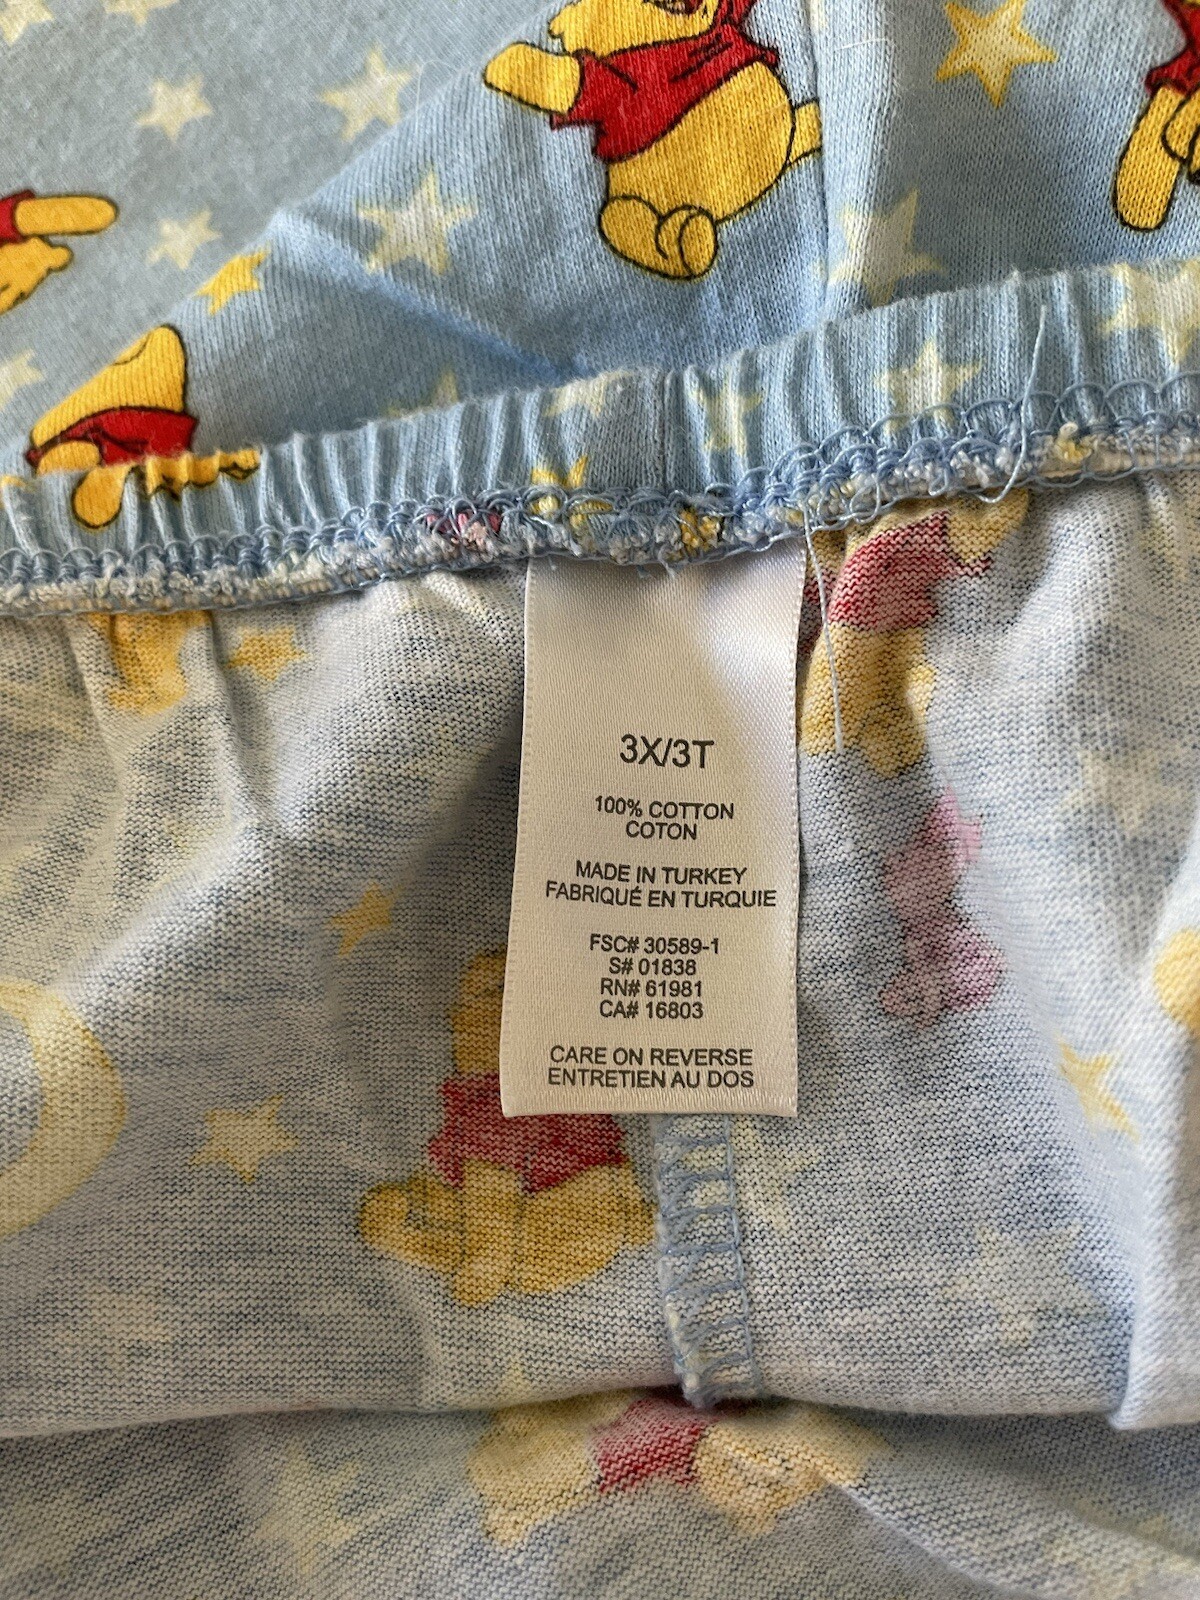 3X/3T
100% COTTON
COTON
MADE IN TURKEY
FABRIQUÉ EN TURQUIE
FSC# 30589-1
S# 01838
RN# 61981
CA# 16803
CARE ON REVERSE
ENTRETIEN AU DOS